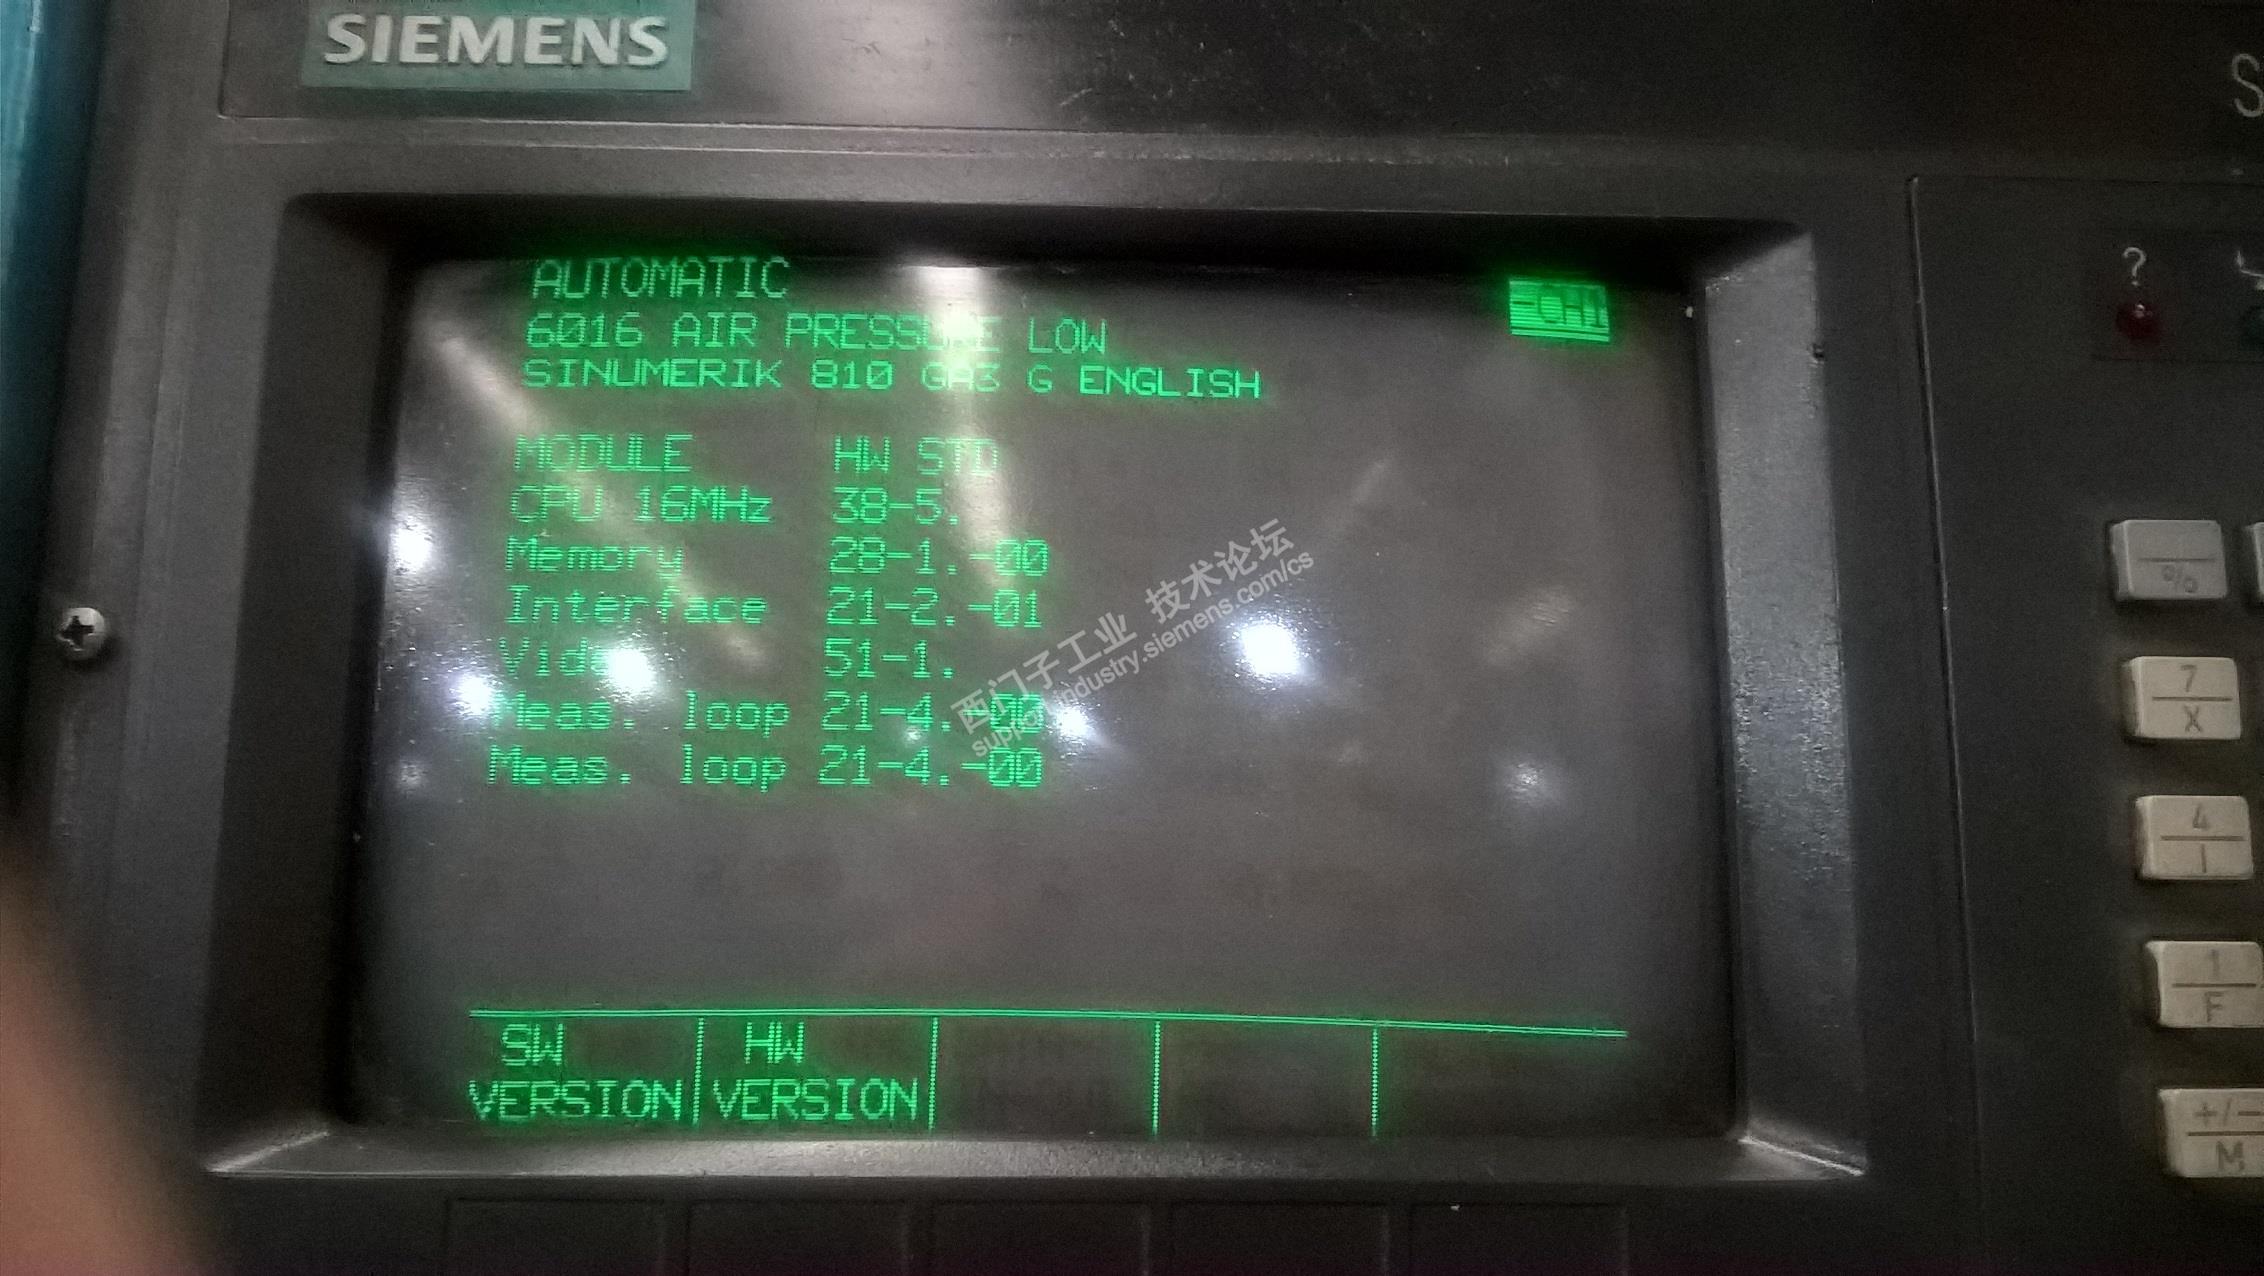 SIEMENS
S
AUTOMATIC
-CH1
6016 AIR PRESSURE LOW
SINUMERIK 810 GA3 G ENGLISH
MODULE HW STD
CPU 16MHz 38-5.
Memory 28-1.-00
Interface 21-2.-01
Video 51-1.
Meas. loop 21-4.-00
Meas. loop 21-4.-00
西门子工业 技术论坛
support.industry.siemens.com/cs
SW VERSION
HW VERSION
?
%
7
X
4
I
1
F
+/-
M